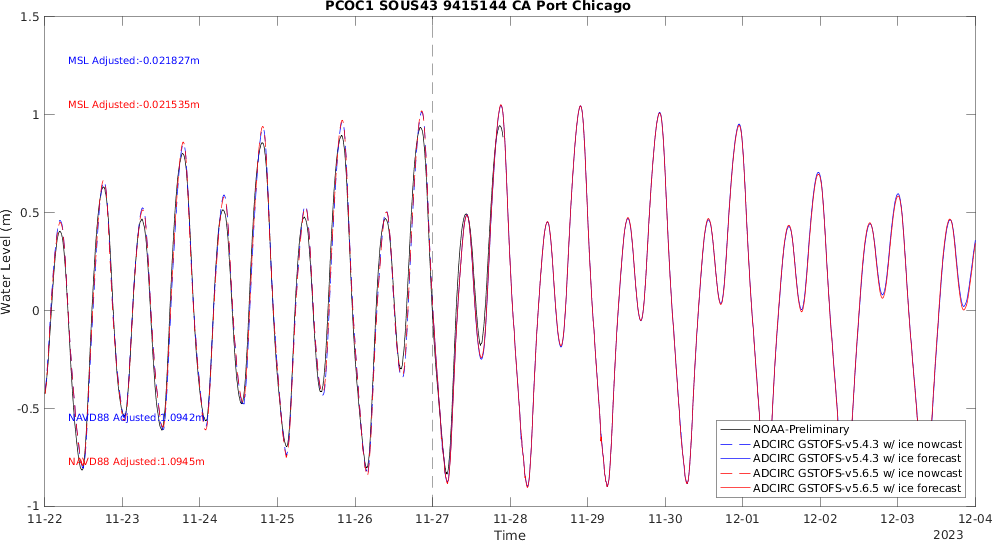 PCOC1 SOUS43 9415144 CA Port Chicago
1.5
MSL Adjusted:-0.021827m
MSL Adjusted:-0.021535m
1
0.5
Water Level (m)
0
-0.5
NAVD88 Adjusted:1.0942m
NAVD88 Adjusted:1.0945m
NOAA-Preliminary
ADCIRC GSTOFS-v5.4.3 w/ ice nowcast
ADCIRC GSTOFS-v5.4.3 w/ ice forecast
ADCIRC GSTOFS-v5.6.5 w/ ice nowcast
ADCIRC GSTOFS-v5.6.5 w/ ice forecast
-1
11-22 11-23 11-24 11-25 11-26 11-27 11-28 11-29 11-30 12-01 12-02 12-03 12-04
Time
2023